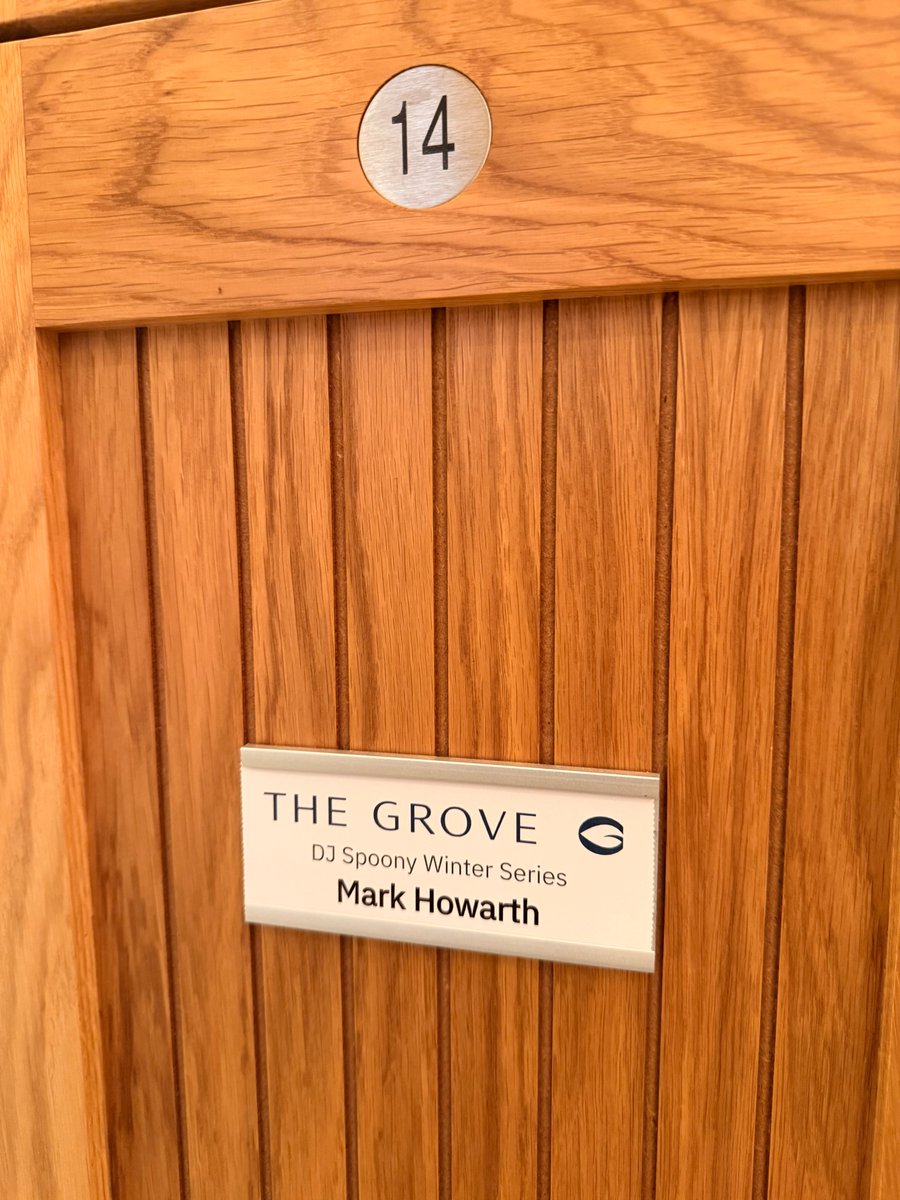 14
THE GROVE
DJ Spoony Winter Series
Mark Howarth